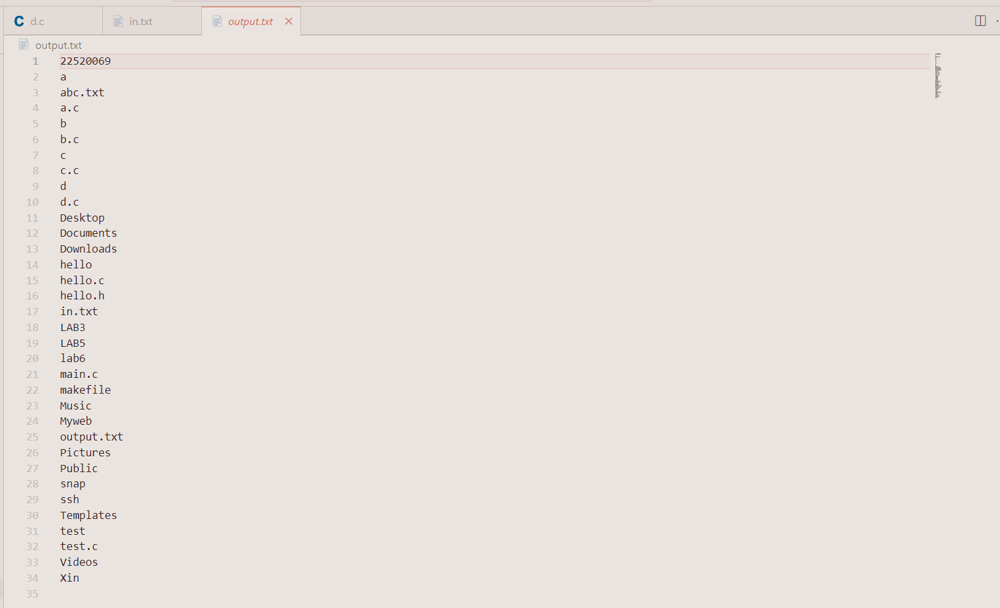 C d.c in.txt output.txt
output.txt
1 22520069
2 a
3 abc.txt
4 a.c
5 b
6 b.c
7 c
8 c.c
9 d
10 d.c
11 Desktop
12 Documents
13 Downloads
14 hello
15 hello.c
16 hello.h
17 in.txt
18 LAB3
19 LAB5
20 lab6
21 main.c
22 makefile
23 Music
24 Myweb
25 output.txt
26 Pictures
27 Public
28 snap
29 ssh
30 Templates
31 test
32 test.c
33 Videos
34 Xin
35